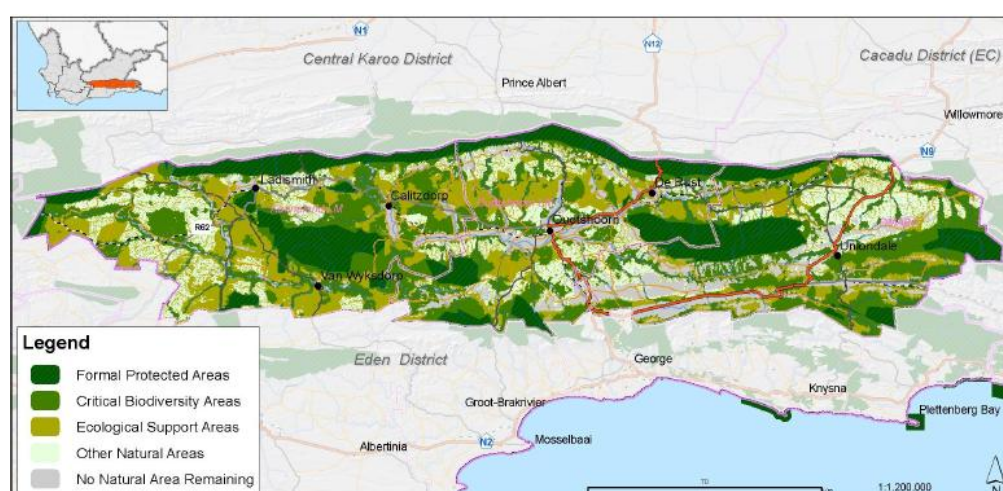 N1
N12
Central Karoo District
Cacadu District (EC)
Prince Albert
Willowmore
N9
Ladismith
De Rust
Calitzdorp
R62
Oudtshoorn
Uniondale
Van Wyksdorp
Legend
Formal Protected Areas
Critical Biodiversity Areas
Ecological Support Areas
Other Natural Areas
No Natural Area Remaining
Eden District
George
Groot-Brakrivier
Knysna
Plettenberg Bay
Albertinia
N2
Mosselbaai
1:1,200,000